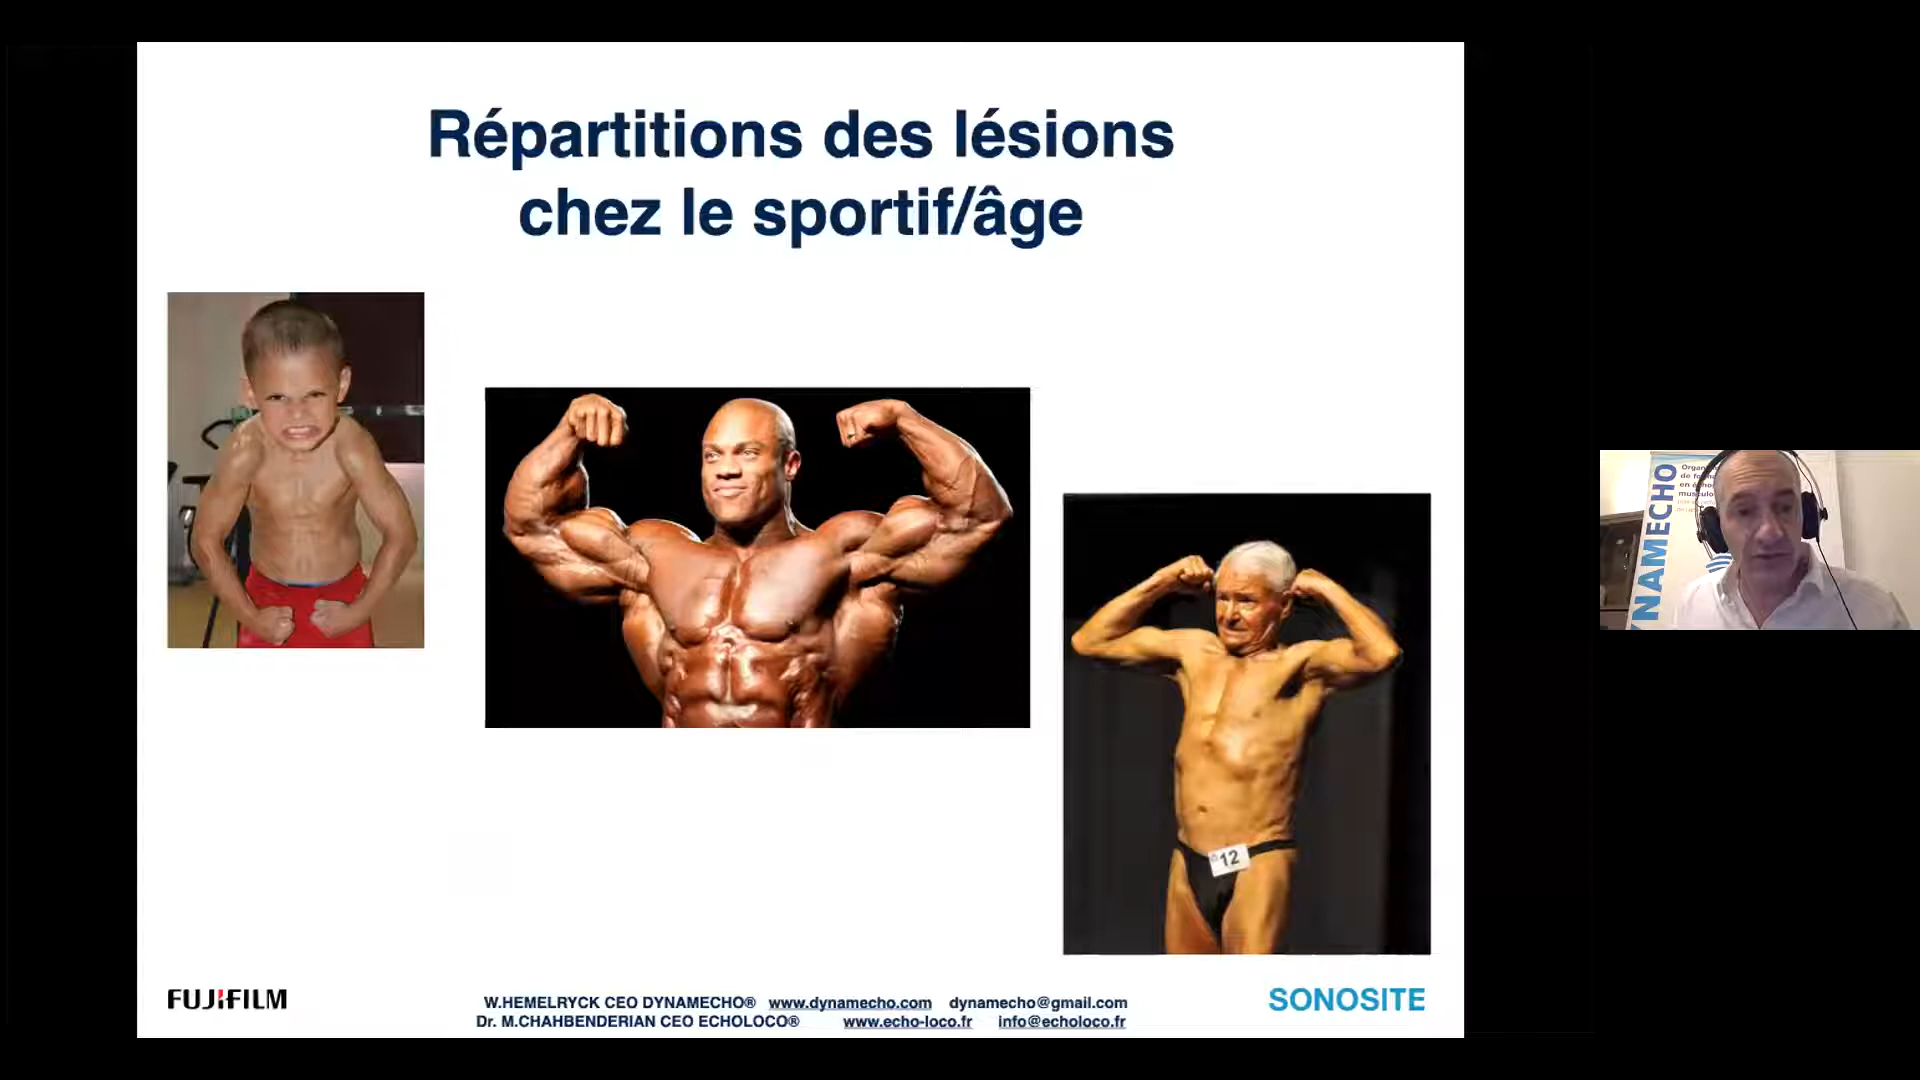 Répartitions des lésions
chez le sportif/âge
12
FUJIFILM
W.HEMELRYCK CEO DYNAMECHO® www.dynamecho.com dynamecho@gmail.com
Dr. M.CHAHBENDERIAN CEO ECHOLOCO® www.echo-loco.fr info@echoloco.fr
SONOSITE
NAMECHO